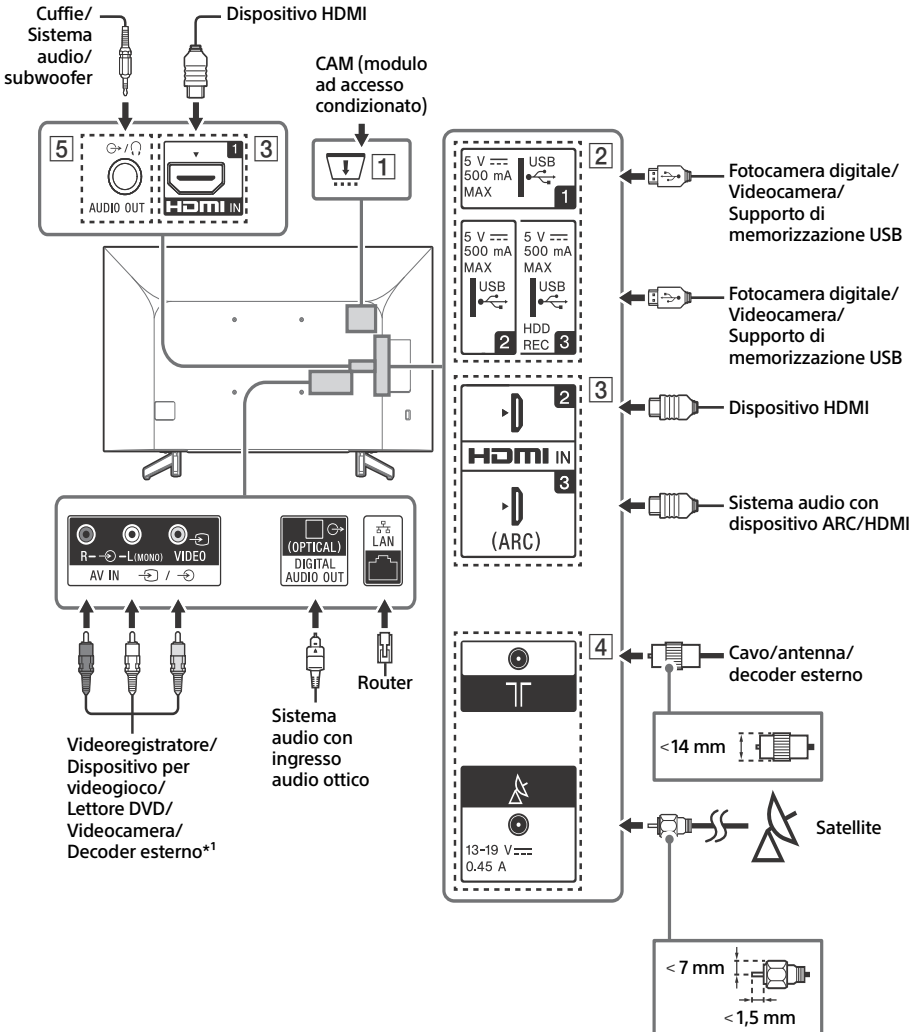 Cuffie/
Sistema
audio/
subwoofer
Dispositivo HDMI
CAM (modulo
ad accesso
condizionato)
5
AUDIO OUT
1
3
HDMI IN
1
2
5 V
500 mA
MAX
USB
1
5 V
500 mA
MAX
USB
2
5 V
500 mA
MAX
USB
HDD
REC 3
Fotocamera digitale/
Videocamera/
Supporto di
memorizzazione USB
Fotocamera digitale/
Videocamera/
Supporto di
memorizzazione USB
3
2
HDMI IN
3
(ARC)
Dispositivo HDMI
Sistema audio con
dispositivo ARC/HDMI
R- -L(MONO) VIDEO
AV IN /
(OPTICAL)
DIGITAL
AUDIO OUT
LAN
Videoregistratore/
Dispositivo per
videogioco/
Lettore DVD/
Videocamera/
Decoder esterno*1
Sistema
audio con
ingresso
audio ottico
Router
4
Cavo/antenna/
decoder esterno
<14 mm
13-19 V
0.45 A
Satellite
<7 mm
<1,5 mm